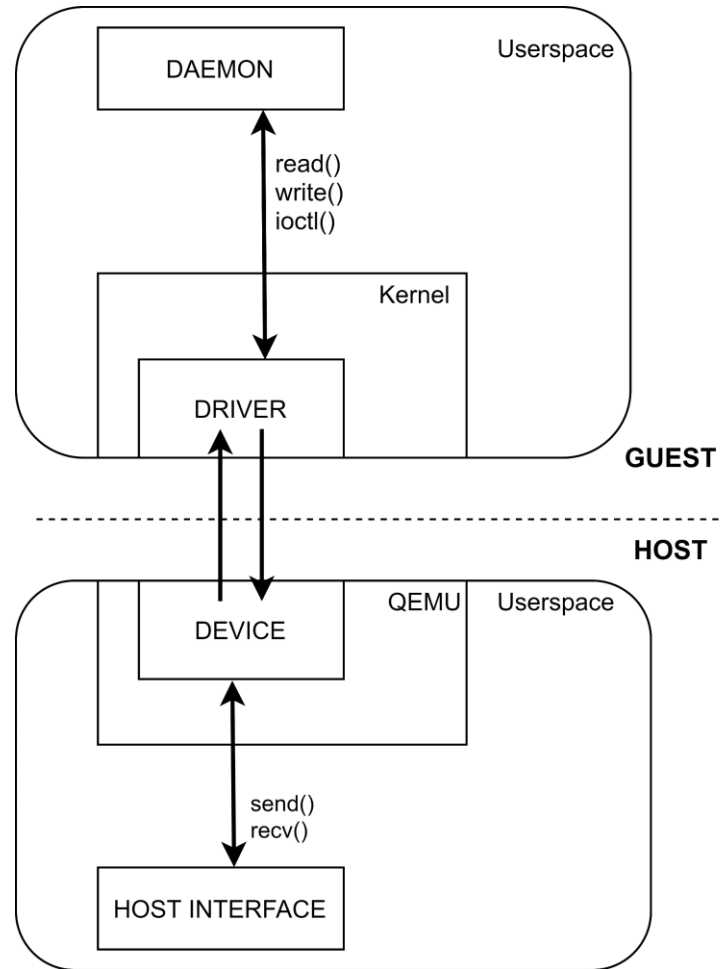 Userspace
DAEMON
read()
write()
ioctl()
Kernel
DRIVER
GUEST
HOST
QEMU
Userspace
DEVICE
send()
recv()
HOST INTERFACE